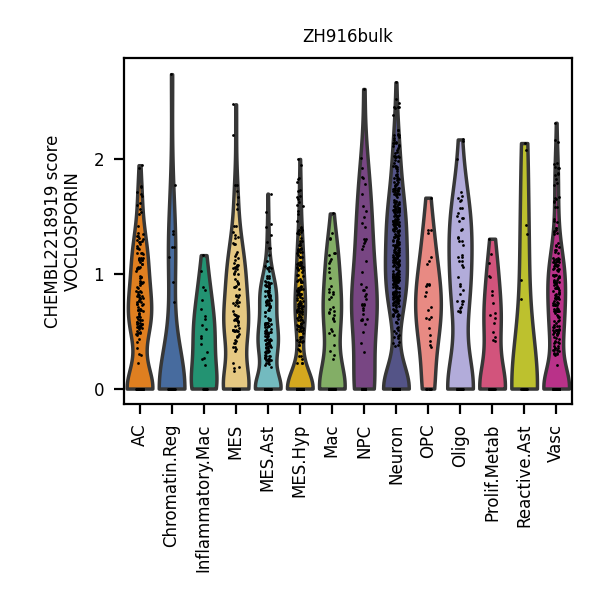 ZH916bulk
CHEMBL2218919 score
VOCLOSPORIN
2
1
0
AC
Chromatin.Reg
Inflammatory.Mac
MES
MES.Ast
MES.Hyp
Mac
NPC
Neuron
OPC
Oligo
Prolif.Metab
Reactive.Ast
Vasc